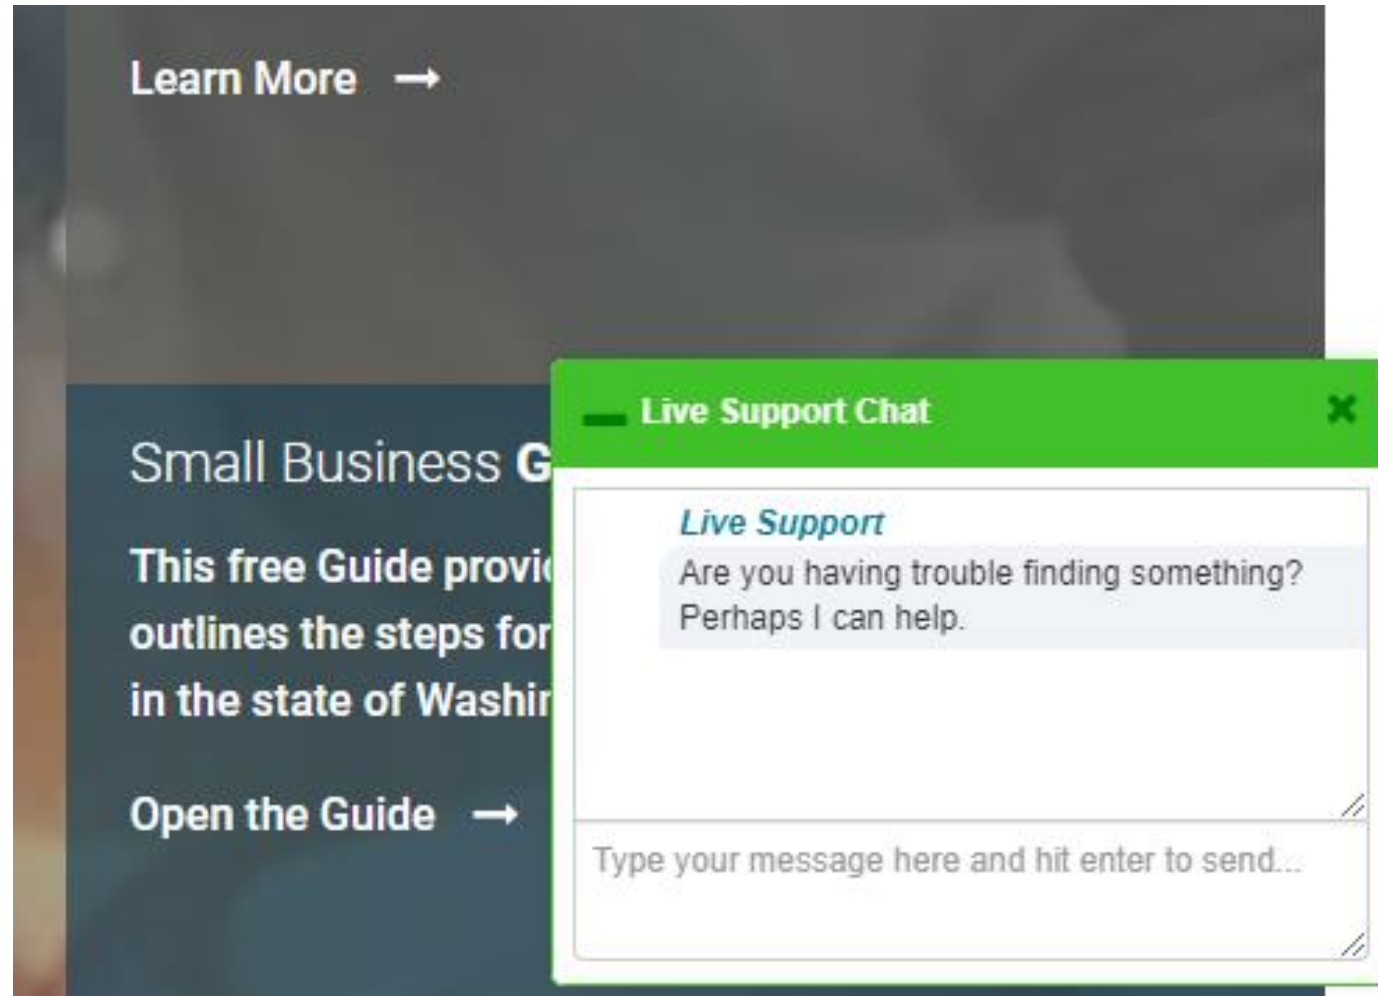 Learn More
Small Business G
This free Guide provid
outlines the steps for
in the state of Washin
Open the Guide
Live Support Chat
Live Support
Are you having trouble finding something?
Perhaps I can help.
Type your message here and hit enter to send...